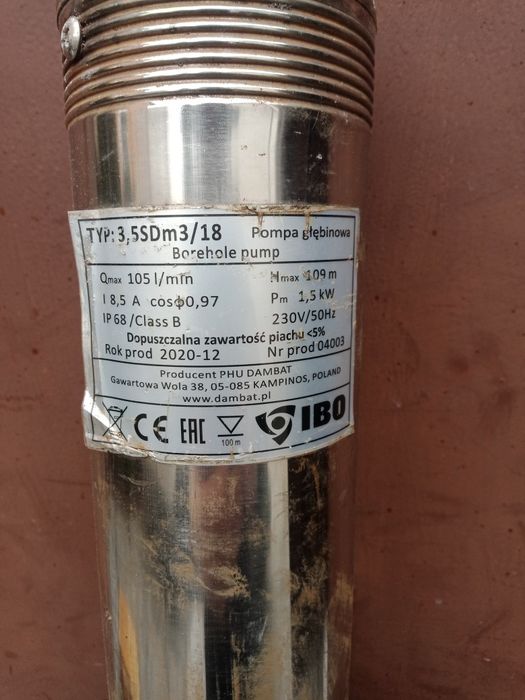 TYP: 3,5SDm3/18 Pompa głębinowa
Borehole pump
Qmax 105 l/min Hmax 109 m
I 8,5 A cosϕ0,97 Pm 1,5 kW
IP 68 /Class B 230V/50Hz
Dopuszczalna zawartość piachu <5%
Rok prod 2020-12 Nr prod 04003
Producent PHU DAMBAT
Gawartowa Wola 38, 05-085 KAMPINOS, POLAND
www.dambat.pl
CE EAC 100 m IBO